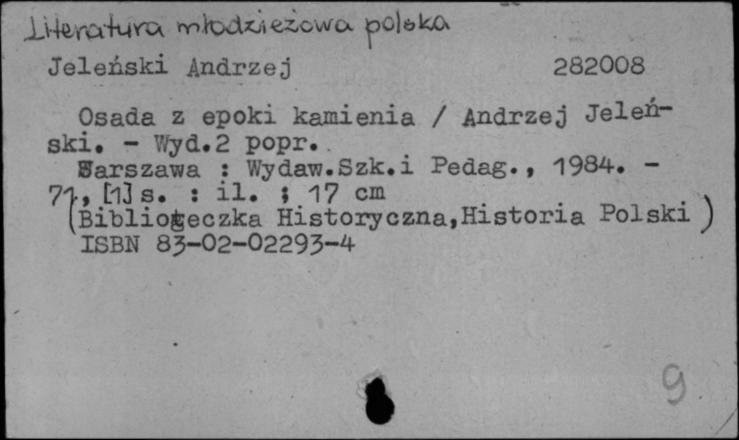 Literatura młodzieżowa polska
Jeleński Andrzej 282008
Osada z epoki kamienia / Andrzej Jeleń-
ski. - Wyd.2 popr.
Warszawa : Wydaw.Szk.i Pedag., 1984. -
71, [1] s. : il. ; 17 cm
(Biblioteczka Historyczna,Historia Polski)
ISBN 83-02-02293-4
9